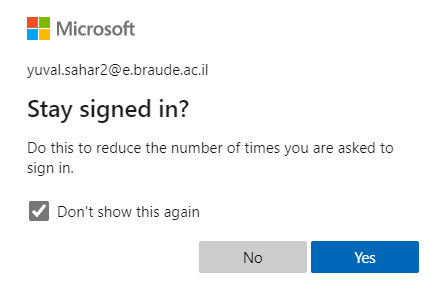 Microsoft
yuval.sahar2@e.braude.ac.il
Stay signed in?
Do this to reduce the number of times you are asked to
sign in.
Don't show this again
No
Yes